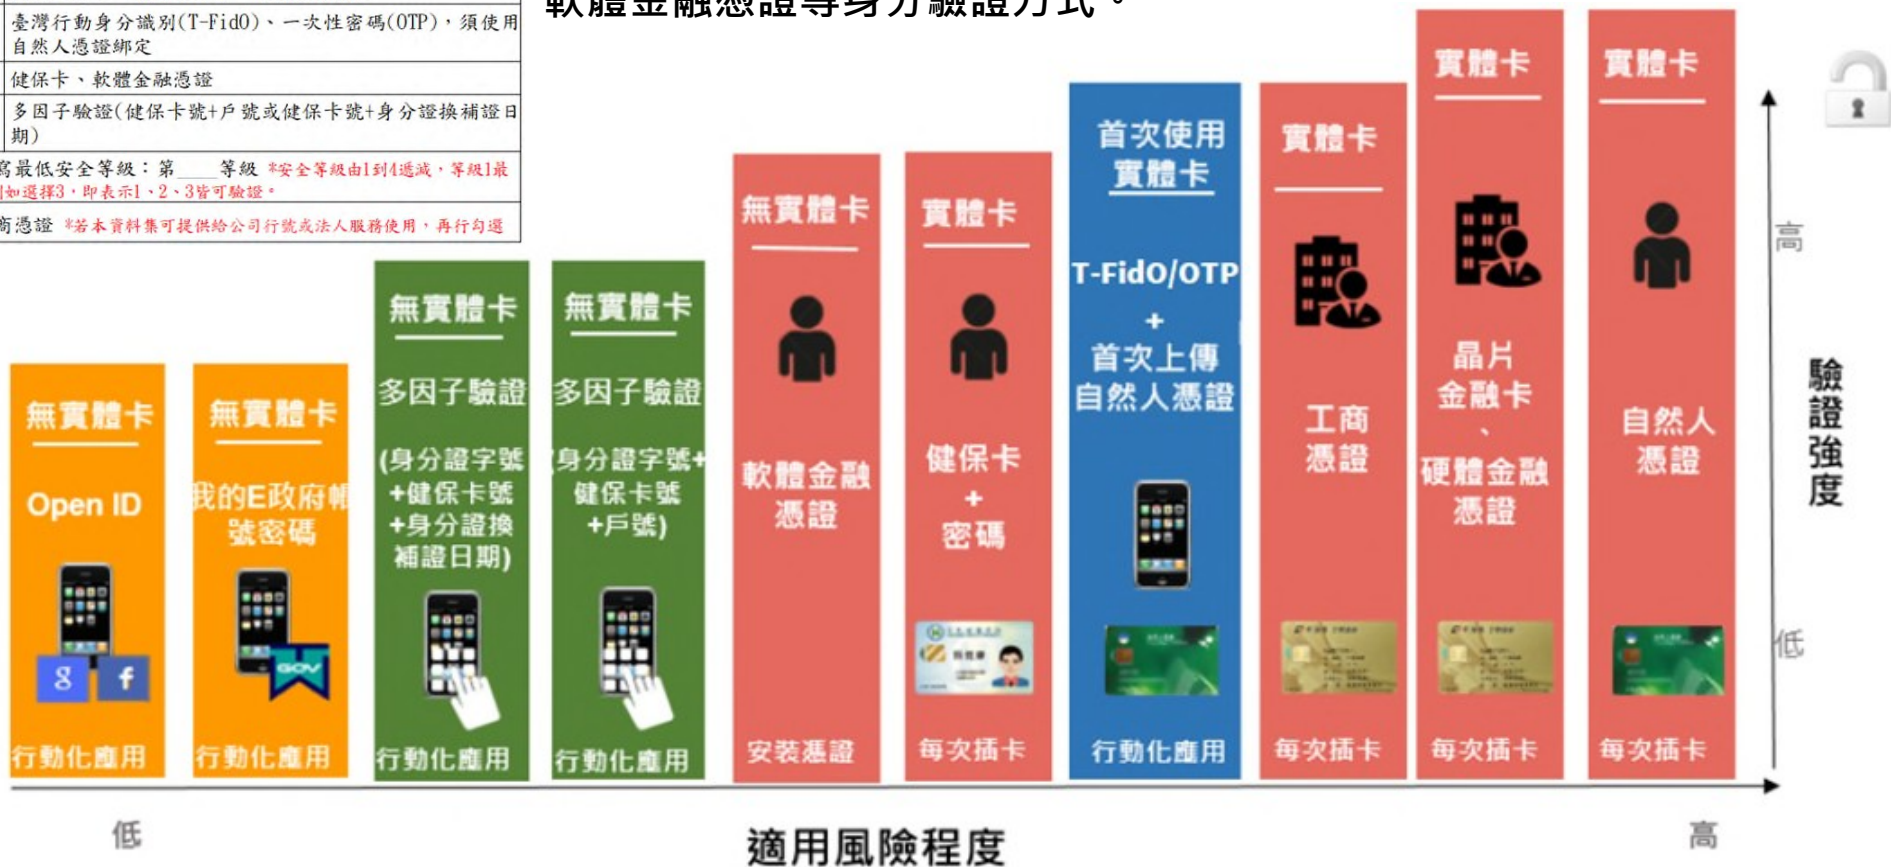 軟體金融憑證等身分驗證方式。
臺灣行動身分識別(T-FidO)、一次性密碼(OTP)，須使用
自然人憑證綁定
健保卡、軟體金融憑證
多因子驗證(健保卡號+戶號或健保卡號+身分證換補證日
期)
寫最低安全等級：第____等級 *安全等級由1到4遞減，等級1最
如選擇3，即表示1、2、3皆可驗證。
商憑證 *若本資料集可提供給公司行號或法人服務使用，再行勾選
無實體卡
Open ID
g
f
行動化應用
無實體卡
我的E政府帳
號密碼
GOV
行動化應用
無實體卡
多因子驗證
(身分證字號
+健保卡號
+身分證換
補證日期)
行動化應用
無實體卡
多因子驗證
(身分證字號+
健保卡號
+戶號)
行動化應用
無實體卡
軟體金融
憑證
安裝憑證
實體卡
健保卡
+
密碼
每次插卡
首次使用
實體卡
T-FidO/OTP
+
首次上傳
自然人憑證
行動化應用
實體卡
工商
憑證
每次插卡
實體卡
晶片
金融卡
、
硬體金融
憑證
每次插卡
實體卡
自然人
憑證
每次插卡
高
驗證強度
低
低
適用風險程度
高